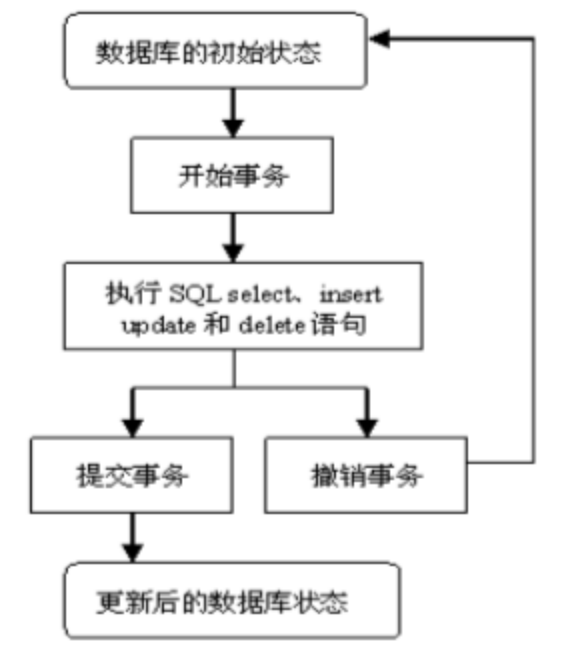 数据库的初始状态
开始事务
执行 SQL select、insert
update 和 delete 语句
提交事务
撤销事务
更新后的数据库状态